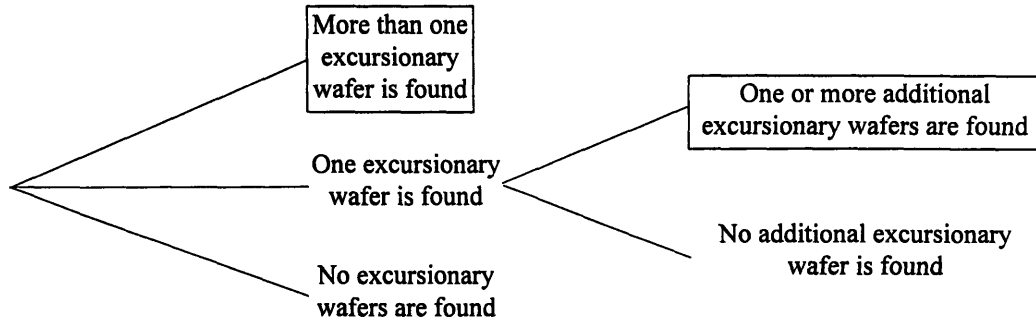 More than one
excursionary
wafer is found
One or more additional
excursionary wafers are found
One excursionary
wafer is found
No additional excursionary
wafer is found
No excursionary
wafers are found